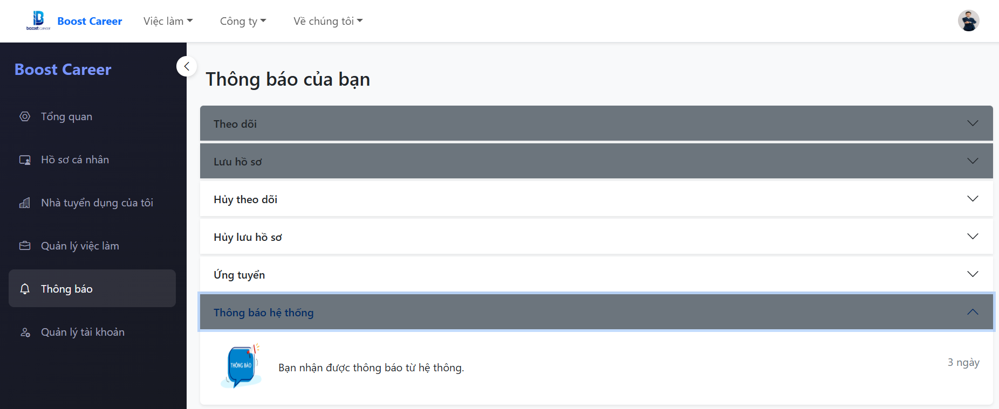 boost career
Boost Career
Việc làm
Công ty
Về chúng tôi
Boost Career
Tổng quan
Hồ sơ cá nhân
Nhà tuyển dụng của tôi
Quản lý việc làm
Thông báo
Quản lý tài khoản
Thông báo của bạn
Theo dõi
Lưu hồ sơ
Hủy theo dõi
Hủy lưu hồ sơ
Ứng tuyển
Thông báo hệ thống
THÔNG BÁO
Bạn nhận được thông báo từ hệ thông.
3 ngày